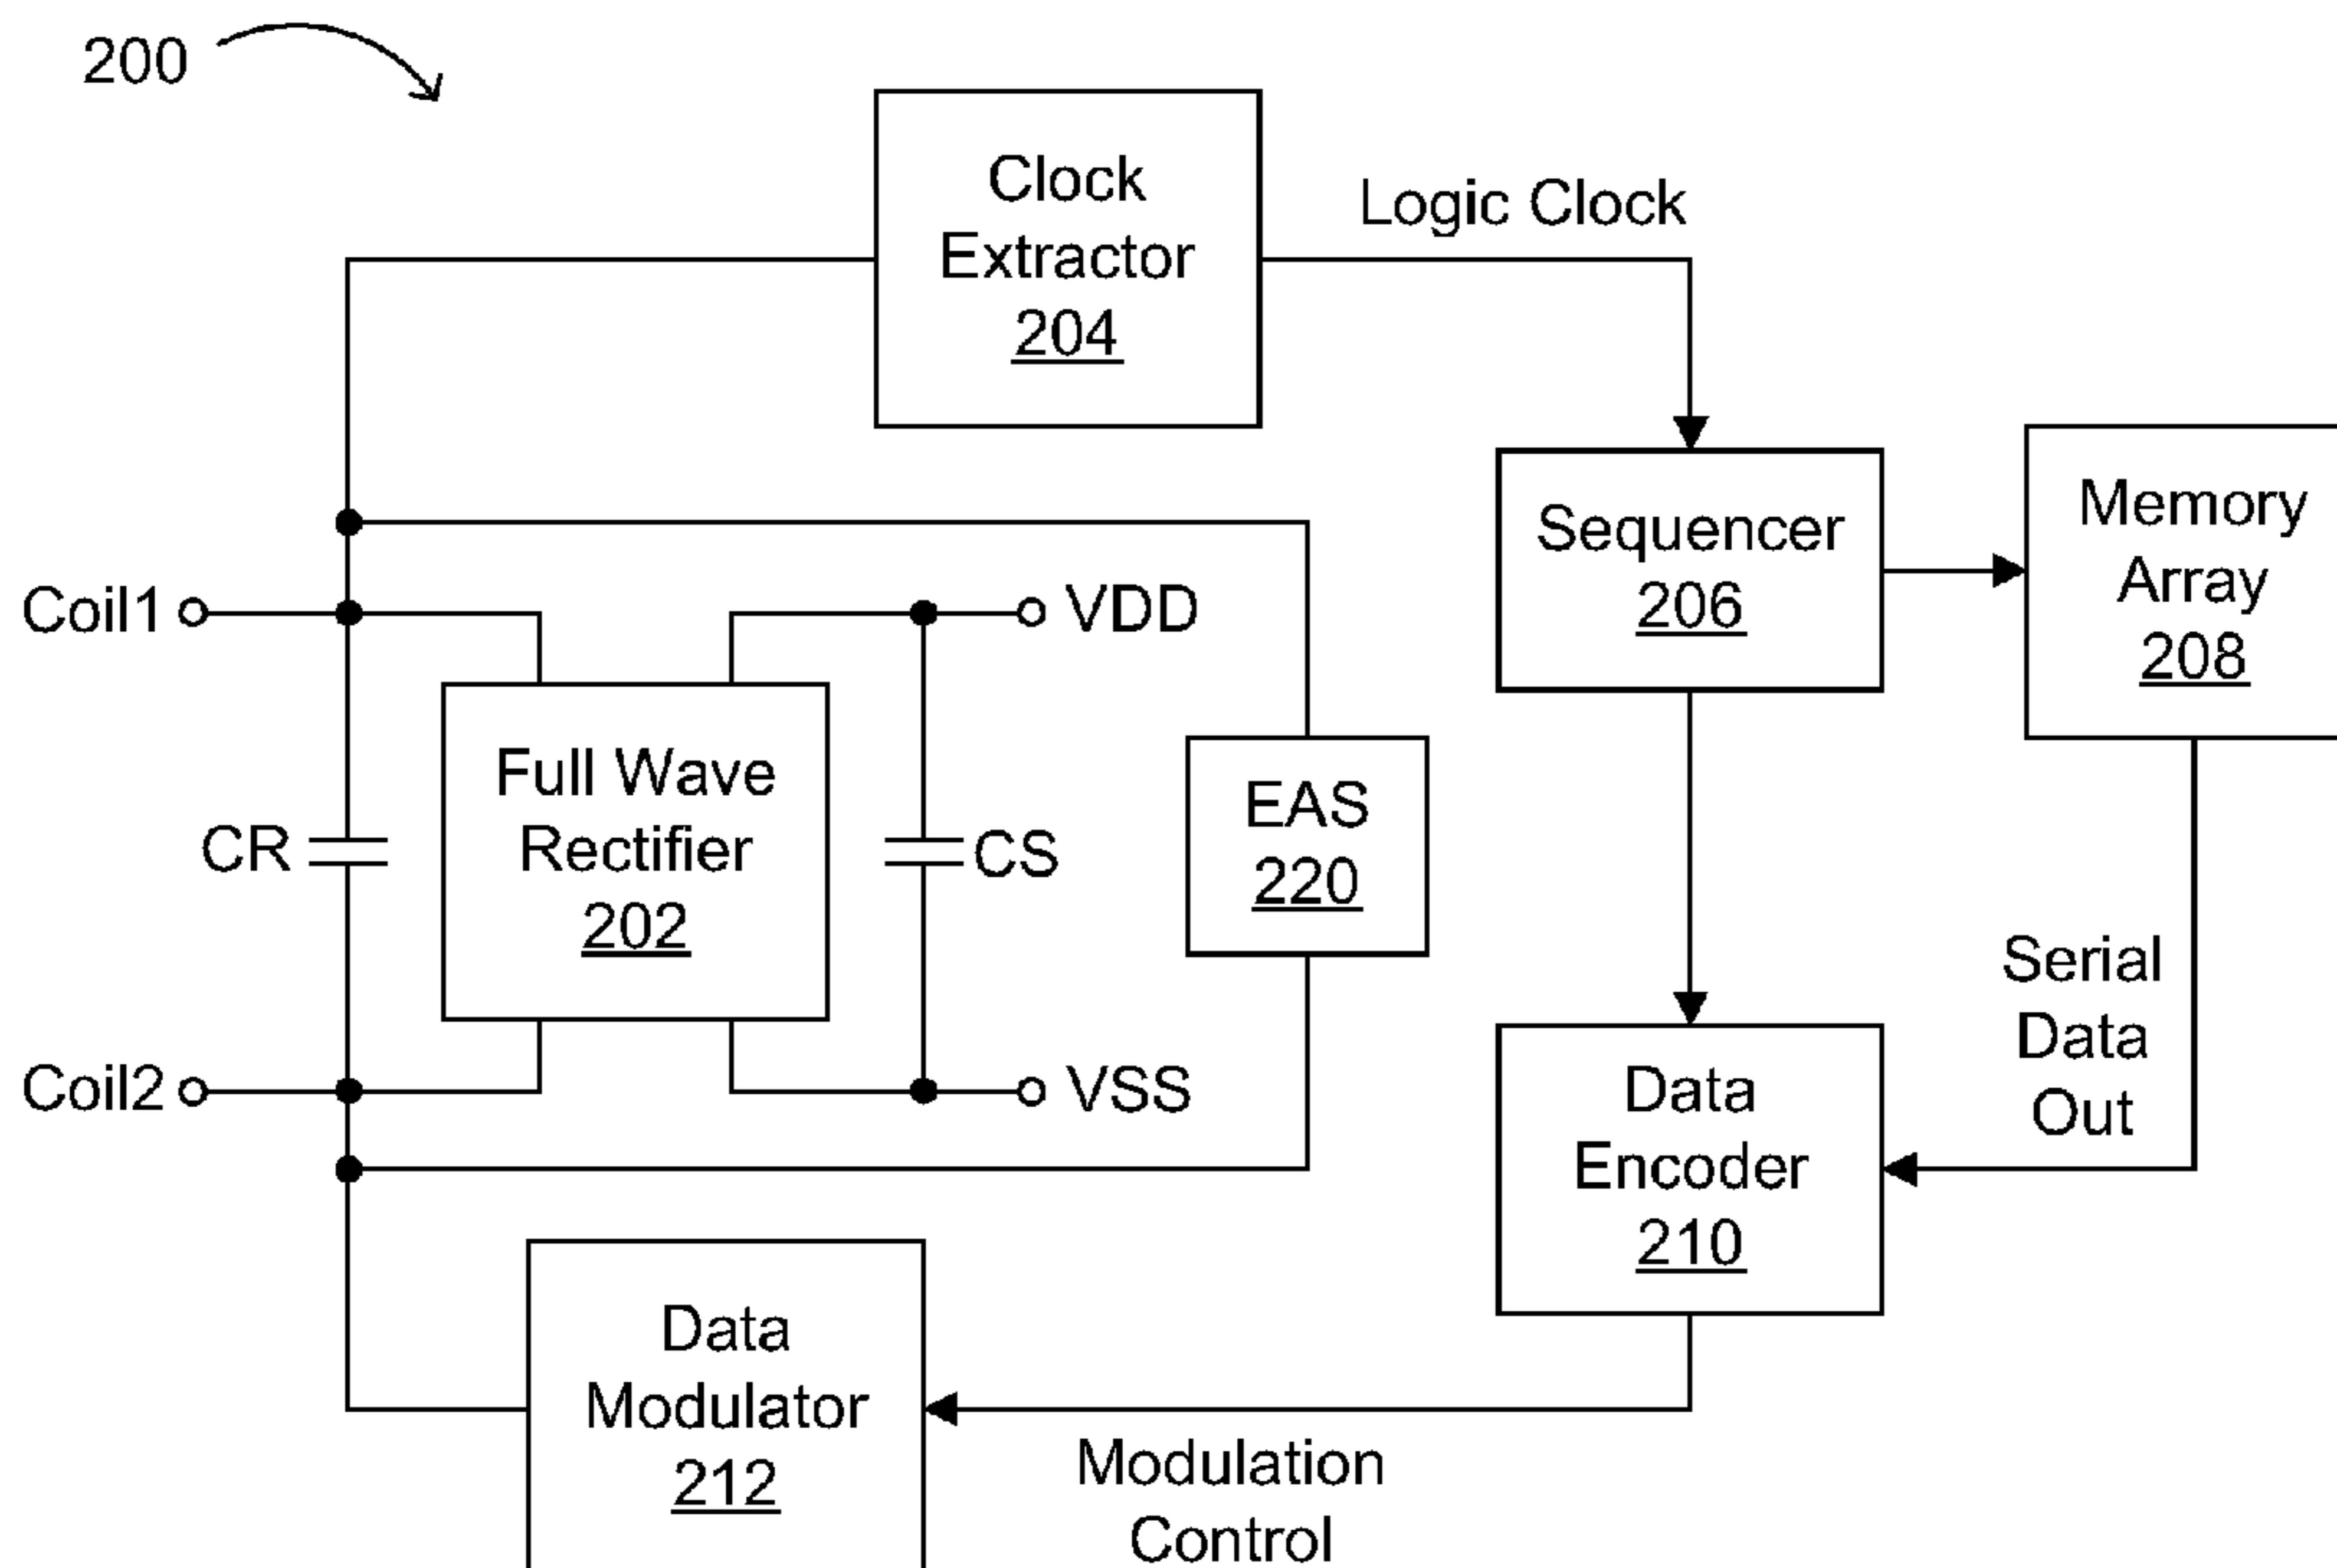 200
Clock
Extractor
204
Logic Clock
Sequencer
206
Memory
Array
208
Coil1
VDD
Full Wave
Rectifier
202
CR
CS
EAS
220
Coil2
VSS
Serial
Data
Out
Data
Encoder
210
Data
Modulator
212
Modulation
Control